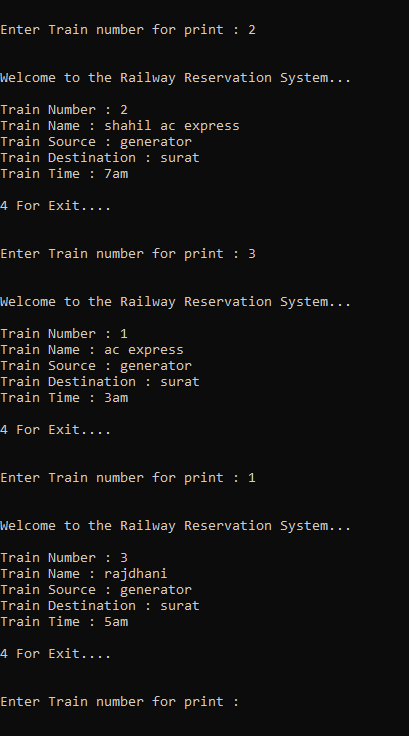 Enter Train number for print : 2
Welcome to the Railway Reservation System...
Train Number : 2
Train Name : shahil ac express
Train Source : generator
Train Destination : surat
Train Time : 7am
4 For Exit....
Enter Train number for print : 3
Welcome to the Railway Reservation System...
Train Number : 1
Train Name : ac express
Train Source : generator
Train Destination : surat
Train Time : 3am
4 For Exit....
Enter Train number for print : 1
Welcome to the Railway Reservation System...
Train Number : 3
Train Name : rajdhani
Train Source : generator
Train Destination : surat
Train Time : 5am
4 For Exit....
Enter Train number for print :